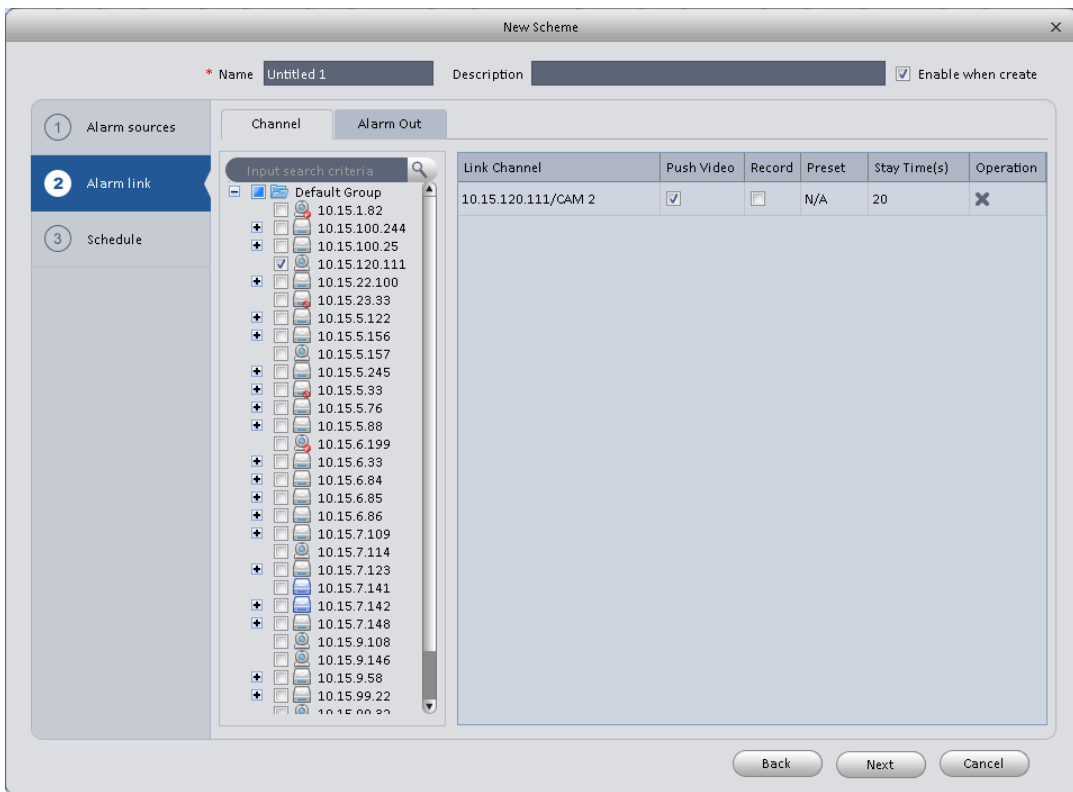 New Scheme
* Name Untitled 1 Description Enable when create
1 Alarm sources
2 Alarm link
3 Schedule
Channel Alarm Out
Input search criteria
Default Group
10.15.1.82
10.15.100.244
10.15.100.25
10.15.120.111
10.15.22.100
10.15.23.33
10.15.5.122
10.15.5.156
10.15.5.157
10.15.5.245
10.15.5.33
10.15.5.76
10.15.5.88
10.15.6.199
10.15.6.33
10.15.6.84
10.15.6.85
10.15.6.86
10.15.7.109
10.15.7.114
10.15.7.123
10.15.7.141
10.15.7.142
10.15.7.148
10.15.9.108
10.15.9.146
10.15.9.58
10.15.99.22
Link Channel Push Video Record Preset Stay Time(s) Operation
10.15.120.111/CAM 2 N/A 20
Back Next Cancel